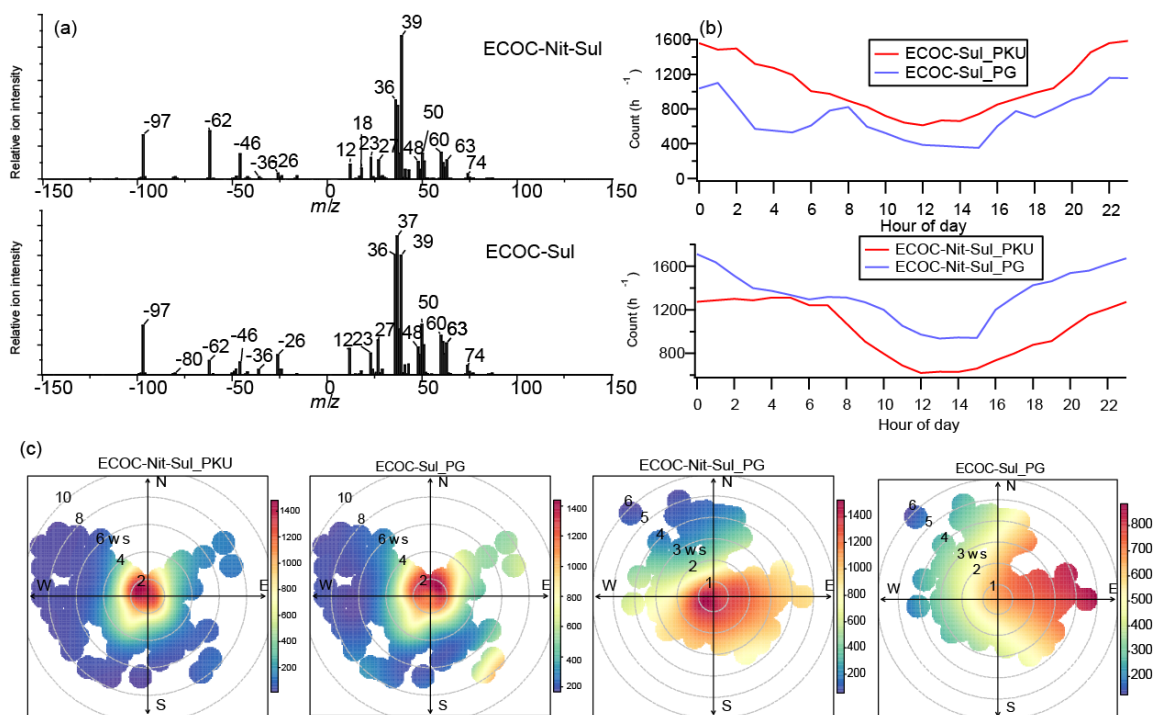 (a)
ECOC-Nit-Sul
Relative ion intensity
-97
-62
-46
-36
-26
12
18
23
27
36
39
48
50
60
63
74
-150 -100 -50 0 50 100 150
m/z
ECOC-Sul
Relative ion intensity
-97
-80
-62
-46
-36
-26
12
23
27
36
37
39
48
50
60
63
74
-150 -100 -50 0 50 100 150
m/z
(b)
ECOC-Sul_PKU
ECOC-Sul_PG
Count (h -1)
1600
1200
800
400
0
0 2 4 6 8 10 12 14 16 18 20 22
Hour of day
ECOC-Nit-Sul_PKU
ECOC-Nit-Sul_PG
Count (h -1)
1600
1200
800
0 2 4 6 8 10 12 14 16 18 20 22
Hour of day
(c)
ECOC-Nit-Sul_PKU
N
10
8
6 ws
4
2
W
E
S
1400
1200
1000
800
600
400
200
ECOC-Sul_PG
N
10
8
6 ws
4
2
W
E
S
1400
1200
1000
800
600
400
200
ECOC-Nit-Sul_PG
N
6
5
4
3 ws
2
1
W
E
S
1400
1200
1000
800
600
400
200
ECOC-Sul_PG
N
6
5
4
3 ws
2
1
W
E
S
800
700
600
500
400
300
200